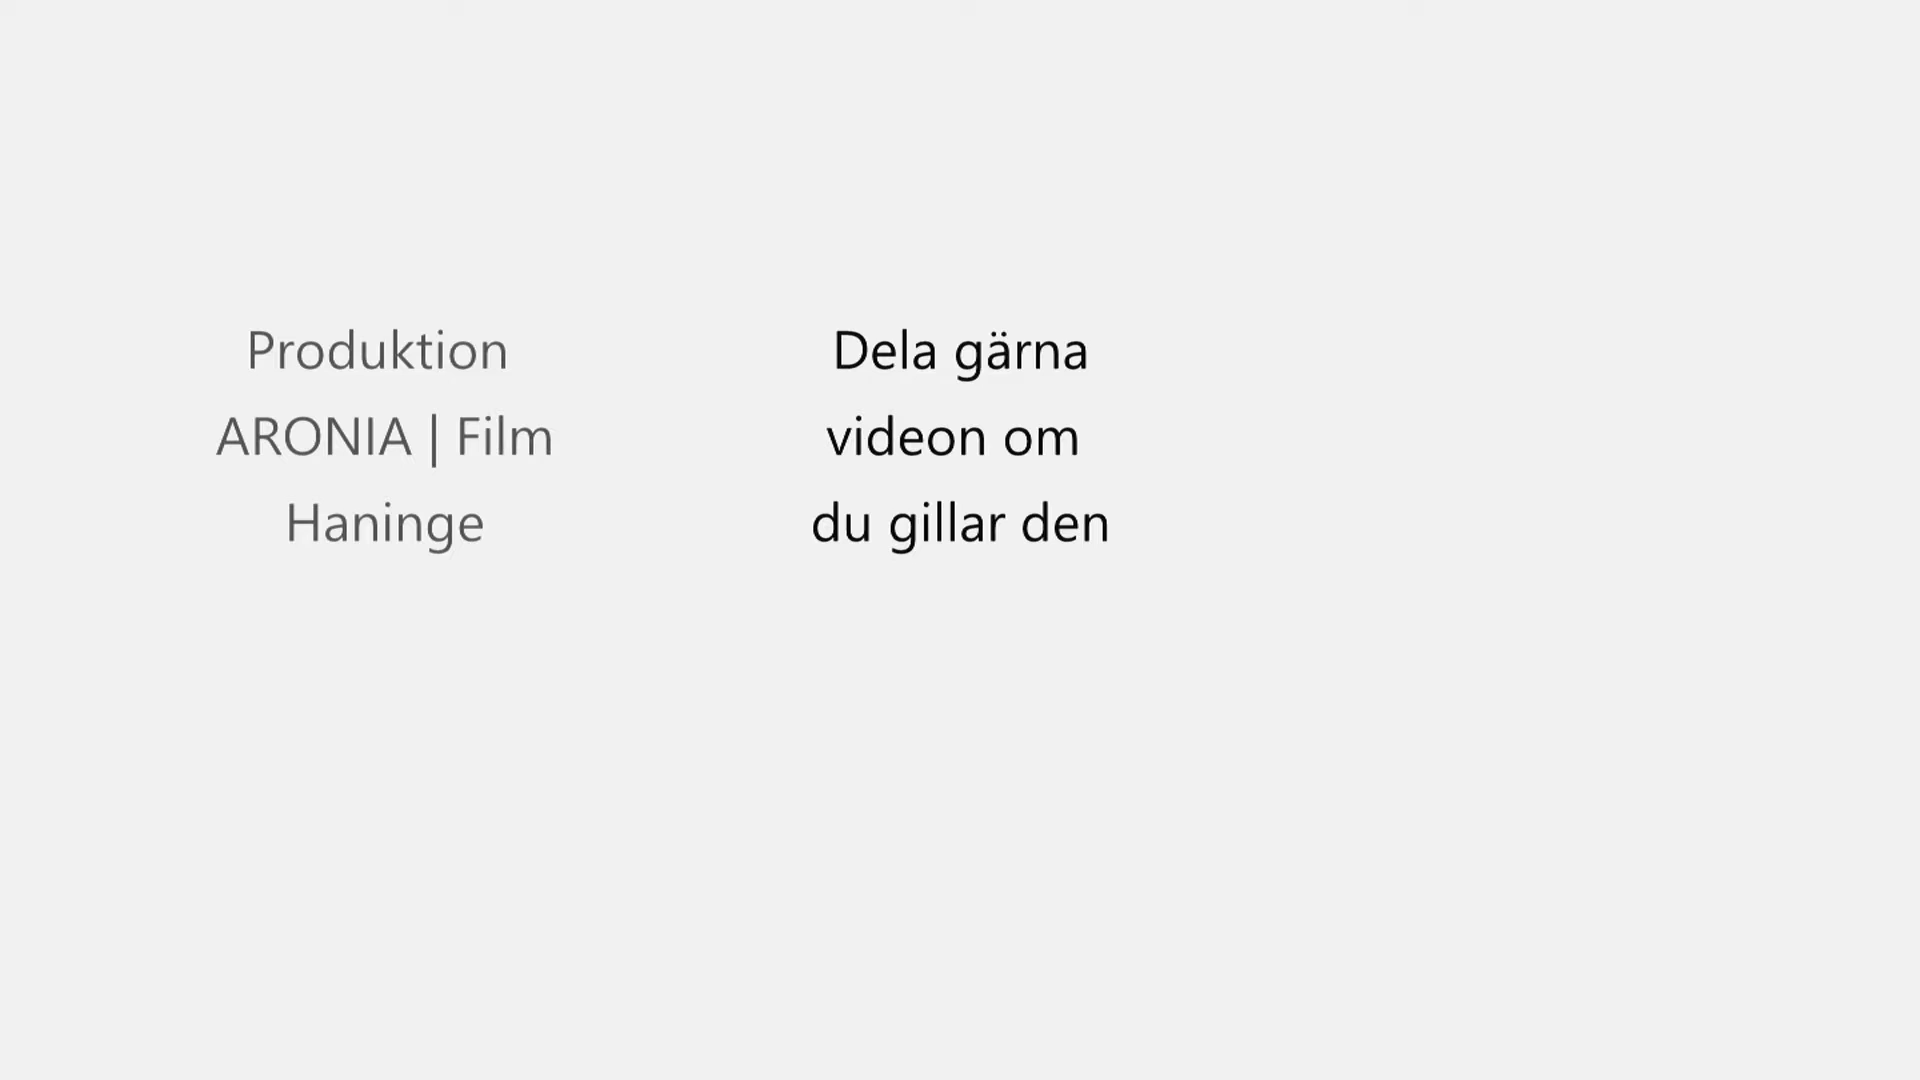 Produktion
ARONIA | Film
Haninge
Dela gärna
videon om
du gillar den